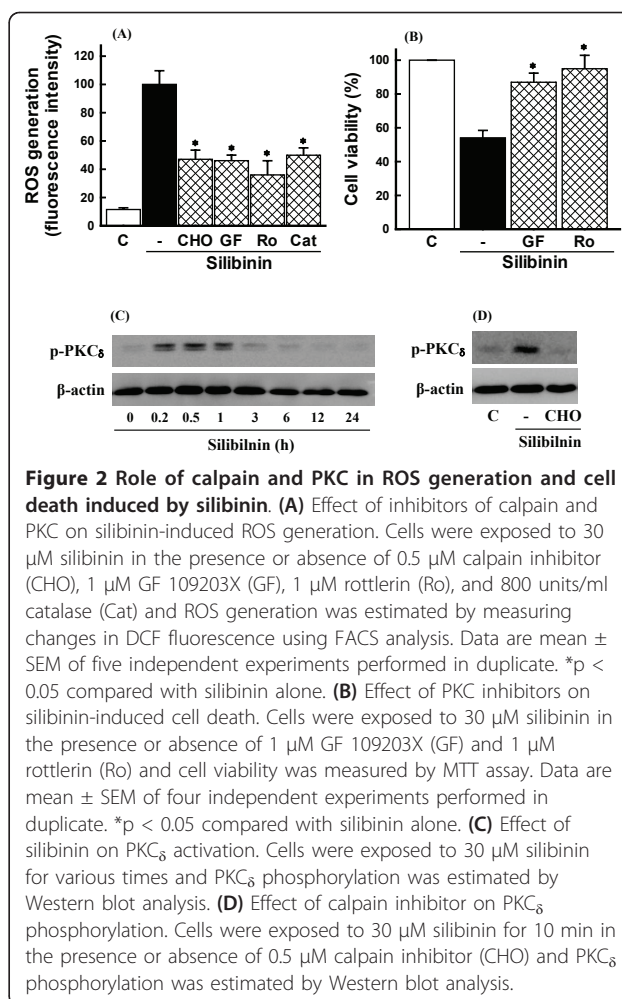 (A)
ROS generation
(fluorescence intensity)
120
100
80
60
40
20
0
* * * *
C - CHO GF Ro Cat
Silibinin
(B)
Cell viability (%)
100
80
60
40
20
0
* *
C - GF Ro
Silibinin
(C)
p-PKCδ
β-actin
0 0.2 0.5 1 3 6 12 24
Silibilnin (h)
(D)
p-PKCδ
β-actin
C - CHO
Silibilnin
Figure 2 Role of calpain and PKC in ROS generation and cell
death induced by silibinin. (A) Effect of inhibitors of calpain and
PKC on silibinin-induced ROS generation. Cells were exposed to 30
μM silibinin in the presence or absence of 0.5 μM calpain inhibitor
(CHO), 1 μM GF 109203X (GF), 1 μM rottlerin (Ro), and 800 units/ml
catalase (Cat) and ROS generation was estimated by measuring
changes in DCF fluorescence using FACS analysis. Data are mean ±
SEM of five independent experiments performed in duplicate. *p <
0.05 compared with silibinin alone. (B) Effect of PKC inhibitors on
silibinin-induced cell death. Cells were exposed to 30 μM silibinin in
the presence or absence of 1 μM GF 109203X (GF) and 1 μM
rottlerin (Ro) and cell viability was measured by MTT assay. Data are
mean ± SEM of four independent experiments performed in
duplicate. *p < 0.05 compared with silibinin alone. (C) Effect of
silibinin on PKCδ activation. Cells were exposed to 30 μM silibinin
for various times and PKCδ phosphorylation was estimated by
Western blot analysis. (D) Effect of calpain inhibitor on PKCδ
phosphorylation. Cells were exposed to 30 μM silibinin for 10 min in
the presence or absence of 0.5 μM calpain inhibitor (CHO) and PKCδ
phosphorylation was estimated by Western blot analysis.